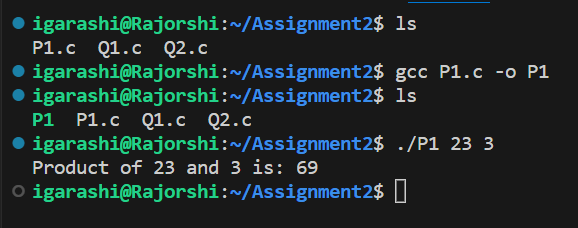 igarashi@Rajorshi:~/Assignment2$ ls
P1.c  Q1.c  Q2.c
igarashi@Rajorshi:~/Assignment2$ gcc P1.c -o P1
igarashi@Rajorshi:~/Assignment2$ ls
P1  P1.c  Q1.c  Q2.c
igarashi@Rajorshi:~/Assignment2$ ./P1 23 3
Product of 23 and 3 is: 69
igarashi@Rajorshi:~/Assignment2$